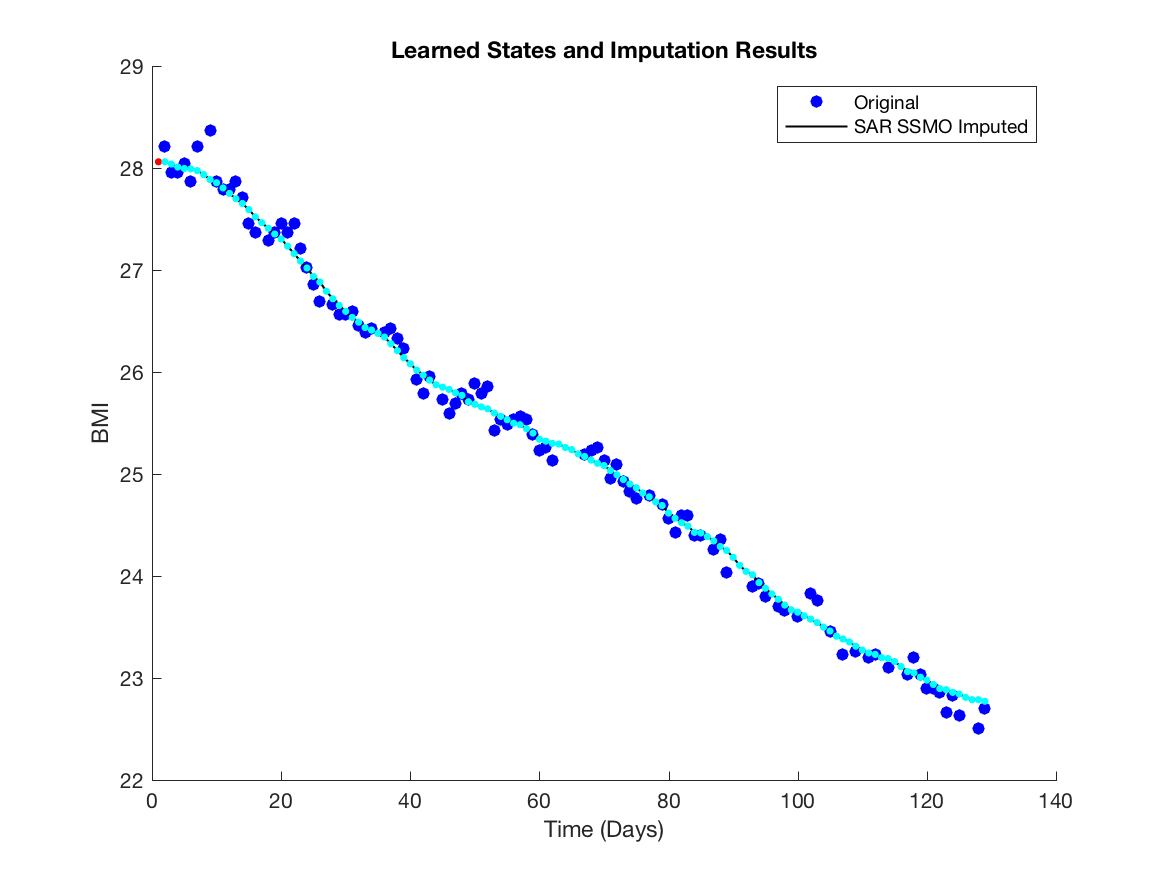 Learned States and Imputation Results
Original
SAR SSMO Imputed
29
28
27
26
25
24
23
22
BMI
0 20 40 60 80 100 120 140
Time (Days)